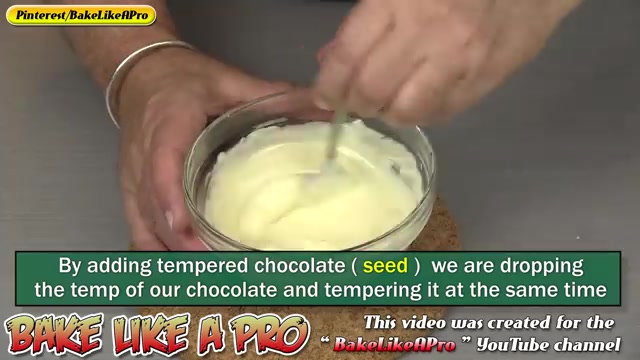 Pinterest/BakeLikeAPro
By adding tempered chocolate ( seed ) we are dropping
the temp of our chocolate and tempering it at the same time
BAKE LIKE A PRO
This video was created for the
“ BakeLikeAPro ” YouTube channel